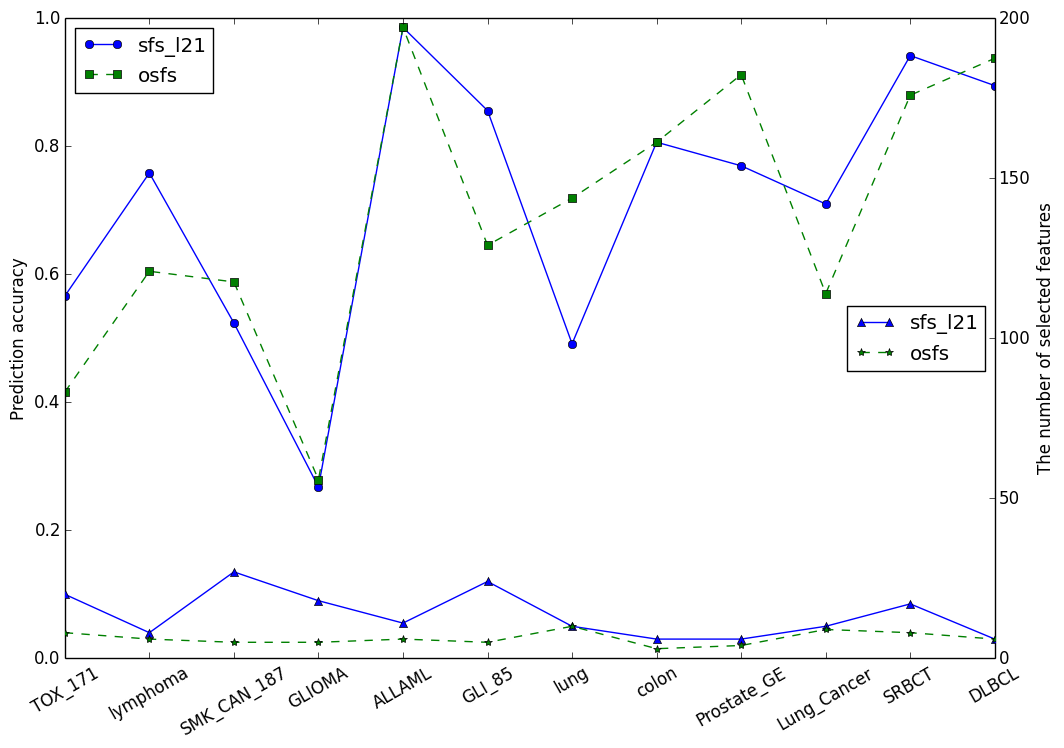 1.0
0.8
0.6
0.4
0.2
0.0
Prediction accuracy
sfs_l21
osfs
200
150
100
50
0
The number of selected features
sfs_l21
osfs
TOX_171
lymphoma
SMK_CAN_187
GLIOMA
ALLAML
GLI_85
lung
colon
Prostate_GE
Lung_Cancer
SRBCT
DLBCL